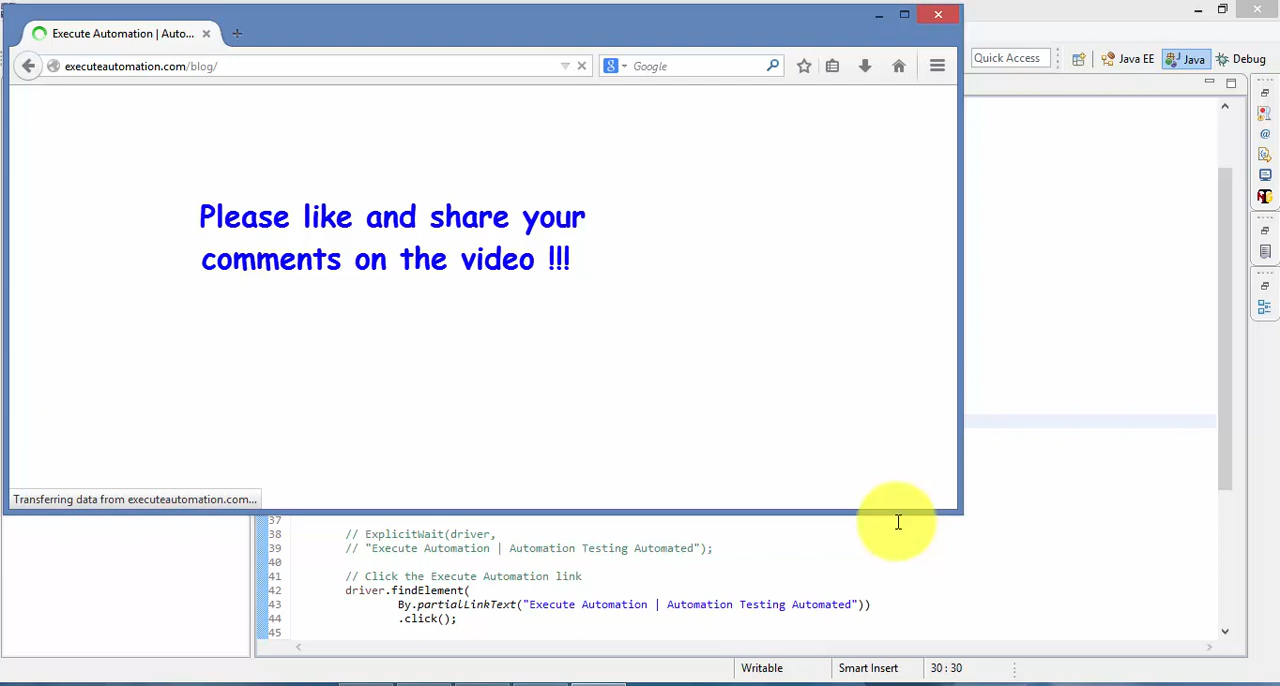 Execute Automation | Auto...
executeautomation.com/blog/
Google
Quick Access
Java EE
Java
Debug
Please like and share your
comments on the video !!!
Transferring data from executeautomation.com...
37
38 // ExplicitWait(driver,
39 // "Execute Automation | Automation Testing Automated");
40
41 // Click the Execute Automation link
42 driver.findElement(
43 By.partialLinkText("Execute Automation | Automation Testing Automated"))
44 .click();
45
Writable
Smart Insert
30 : 30